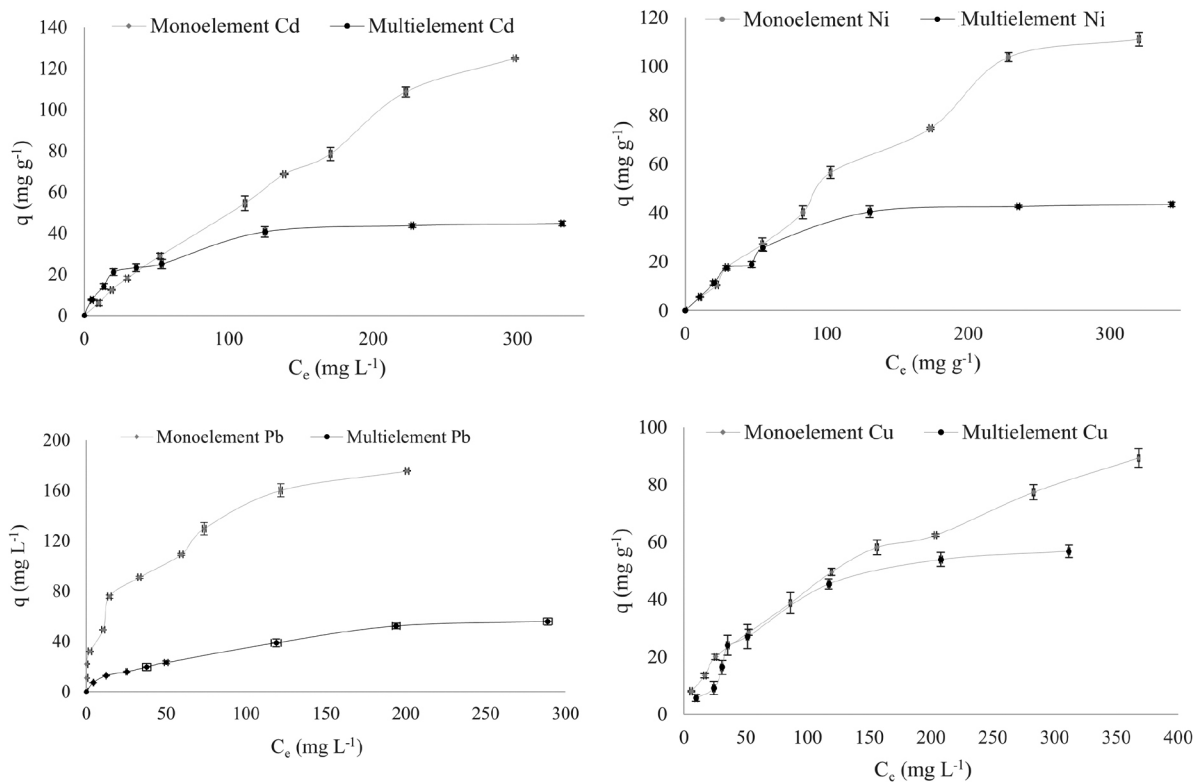 Monoelement Cd Multielement Cd
140
120
100
80
60
40
20
0
q (mg g⁻¹)
0 100 200 300
Cₑ (mg L⁻¹)
Monoelement Ni Multielement Ni
120
100
80
60
40
20
0
q (mg g⁻¹)
0 100 200 300
Cₑ (mg g⁻¹)
Monoelement Pb Multielement Pb
200
160
120
80
40
0
q (mg L⁻¹)
0 50 100 150 200 250 300
Cₑ (mg L⁻¹)
Monoelement Cu Multielement Cu
100
80
60
40
20
0
q (mg g⁻¹)
0 50 100 150 200 250 300 350 400
Cₑ (mg L⁻¹)